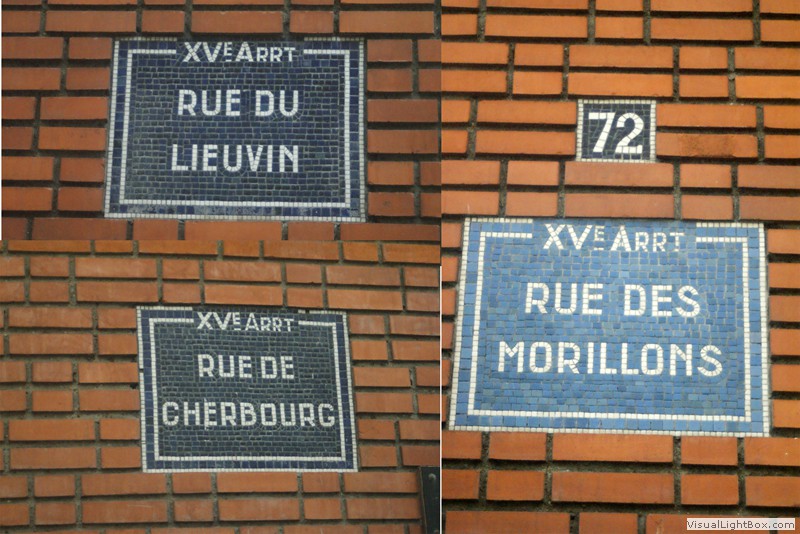 XVE ARRT
RUE DU
LIEUVIN
XVE ARRT
RUE DE
CHERBOURG
72
XVE ARRT
RUE DES
MORILLONS
VisualLightBox.com